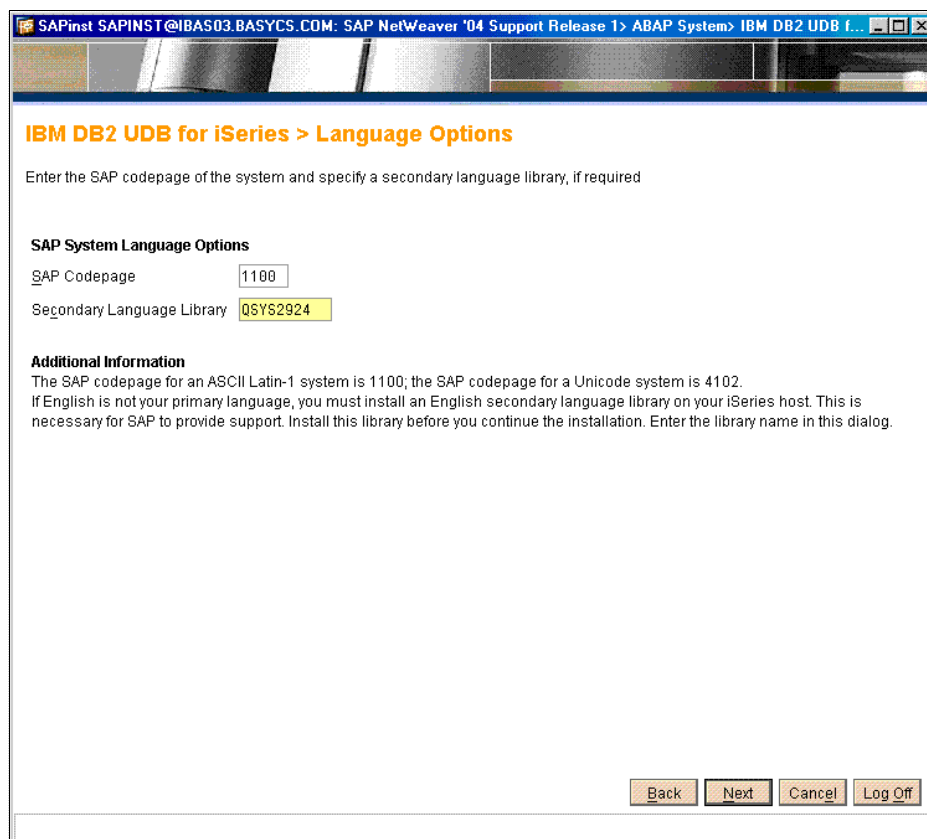 SAPinst SAPINST@IBAS03.BASYCS.COM: SAP NetWeaver '04 Support Release 1> ABAP System> IBM DB2 UDB f...
IBM DB2 UDB for iSeries > Language Options
Enter the SAP codepage of the system and specify a secondary language library, if required
SAP System Language Options
SAP Codepage 1100
Secondary Language Library QSYS2924
Additional Information
The SAP codepage for an ASCII Latin-1 system is 1100; the SAP codepage for a Unicode system is 4102.
If English is not your primary language, you must install an English secondary language library on your iSeries host. This is
necessary for SAP to provide support. Install this library before you continue the installation. Enter the library name in this dialog.
Back Next Cancel Log Off